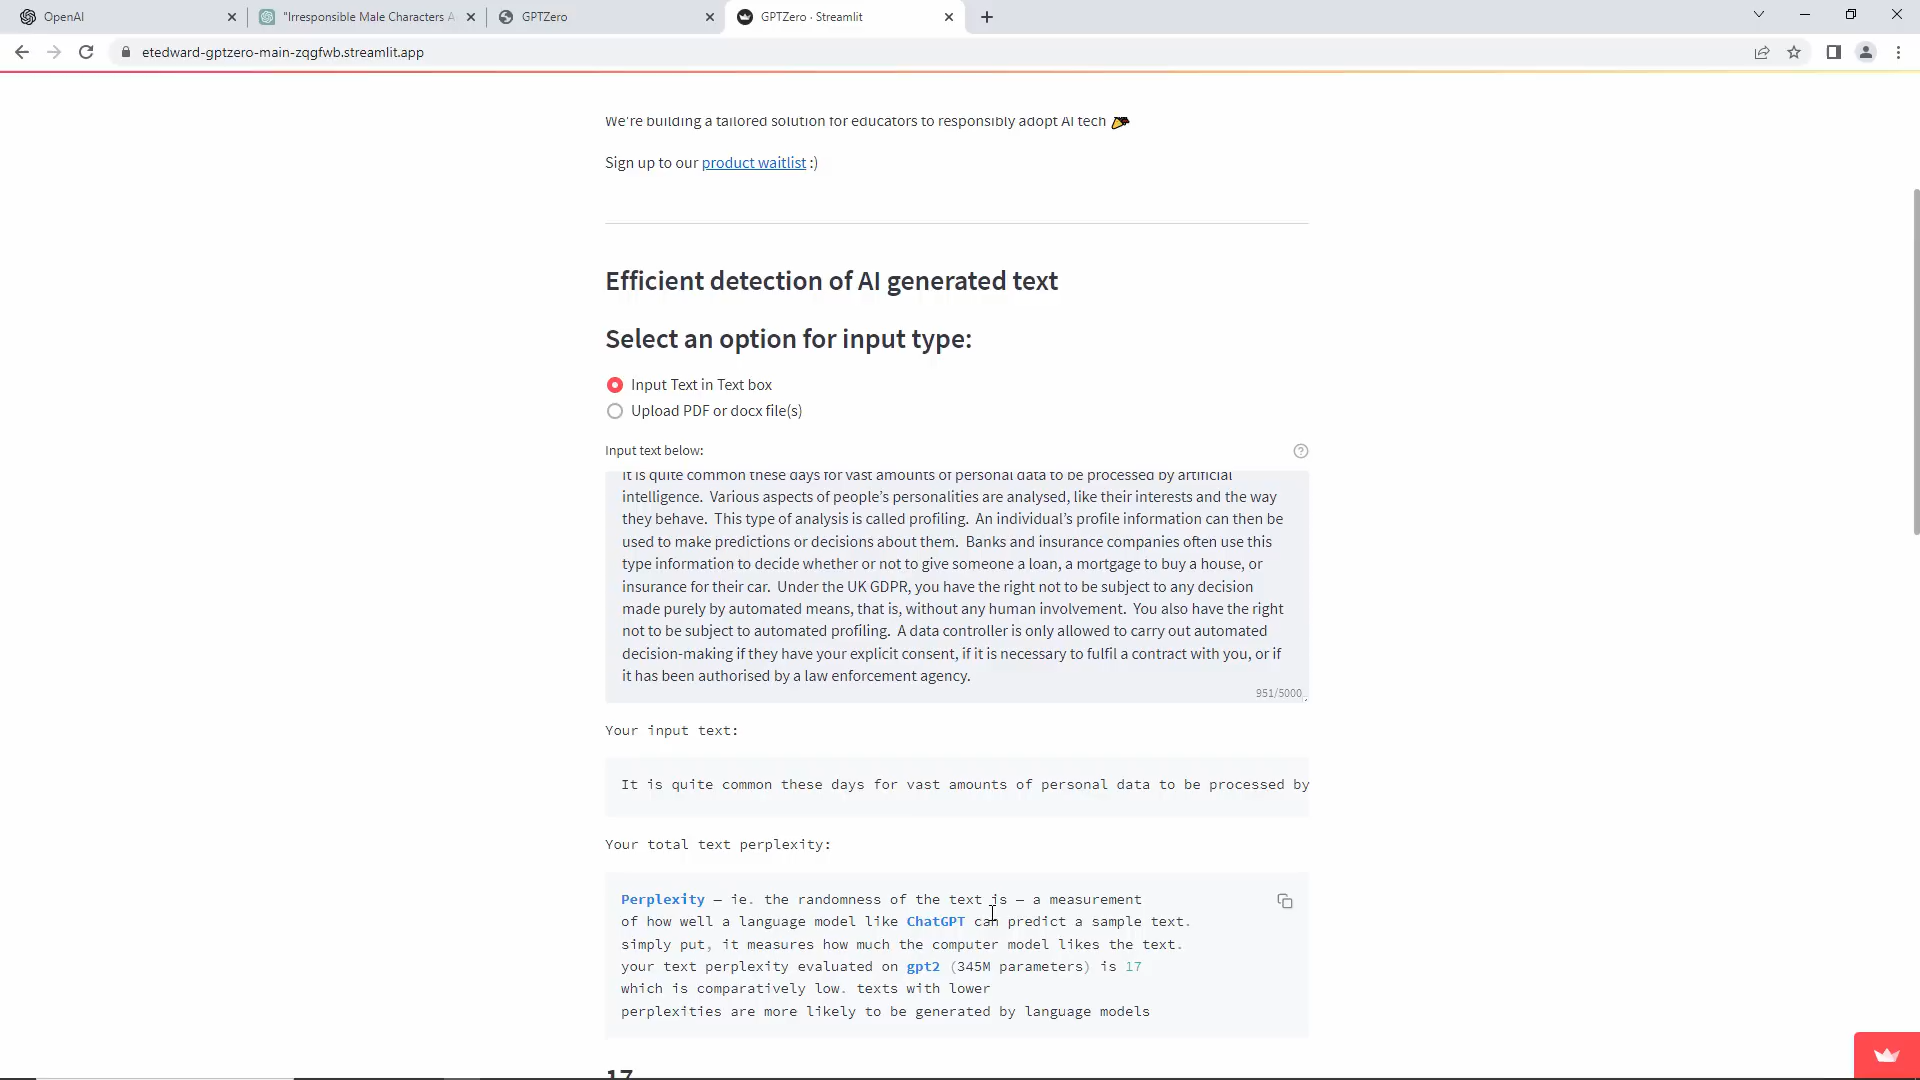 OpenAI
"Irresponsible Male Characters A
GPTZero
GPTZero · Streamlit
etedward-gptzero-main-zqgfwb.streamlit.app
We're building a tailored solution for educators to responsibly adopt AI tech
Sign up to our product waitlist :)
Efficient detection of AI generated text
Select an option for input type:
Input Text in Text box
Upload PDF or docx file(s)
Input text below:
It is quite common these days for vast amounts of personal data to be processed by artificial
intelligence.  Various aspects of people's personalities are analysed, like their interests and the way
they behave.  This type of analysis is called profiling.  An individual's profile information can then be
used to make predictions or decisions about them.  Banks and insurance companies often use this
type information to decide whether or not to give someone a loan, a mortgage to buy a house, or
insurance for their car.  Under the UK GDPR, you have the right not to be subject to any decision
made purely by automated means, that is, without any human involvement.  You also have the right
not to be subject to automated profiling.  A data controller is only allowed to carry out automated
decision-making if they have your explicit consent, if it is necessary to fulfil a contract with you, or if
it has been authorised by a law enforcement agency.
951/5000
Your input text:
It is quite common these days for vast amounts of personal data to be processed by
Your total text perplexity:
Perplexity — ie. the randomness of the text is — a measurement
of how well a language model like ChatGPT can predict a sample text.
simply put, it measures how much the computer model likes the text.
your text perplexity evaluated on gpt2 (345M parameters) is 17
which is comparatively low. texts with lower
perplexities are more likely to be generated by language models
17